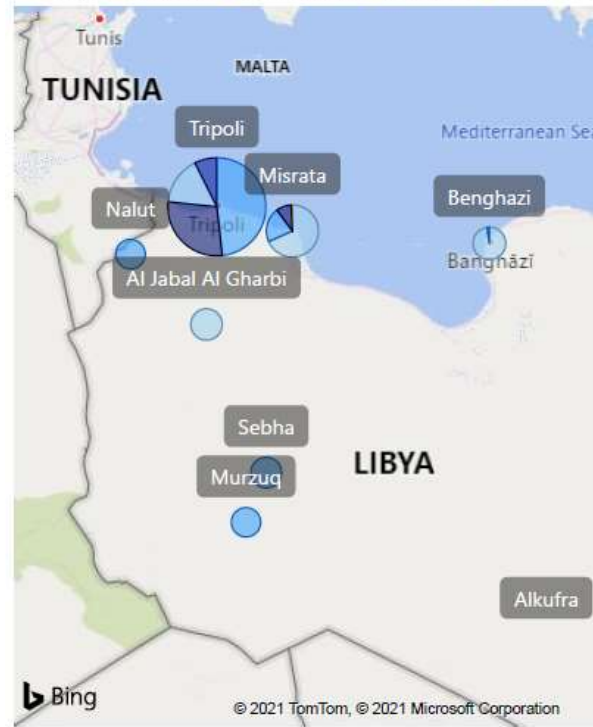 Tunis
MALTA
TUNISIA
Tripoli
Mediterranean Sea
Misrata
Nalut
Benghazi
Tripoli
Banghāzī
Al Jabal Al Gharbi
Sebha
LIBYA
Murzuq
Alkufra
Bing
© 2021 TomTom, © 2021 Microsoft Corporation